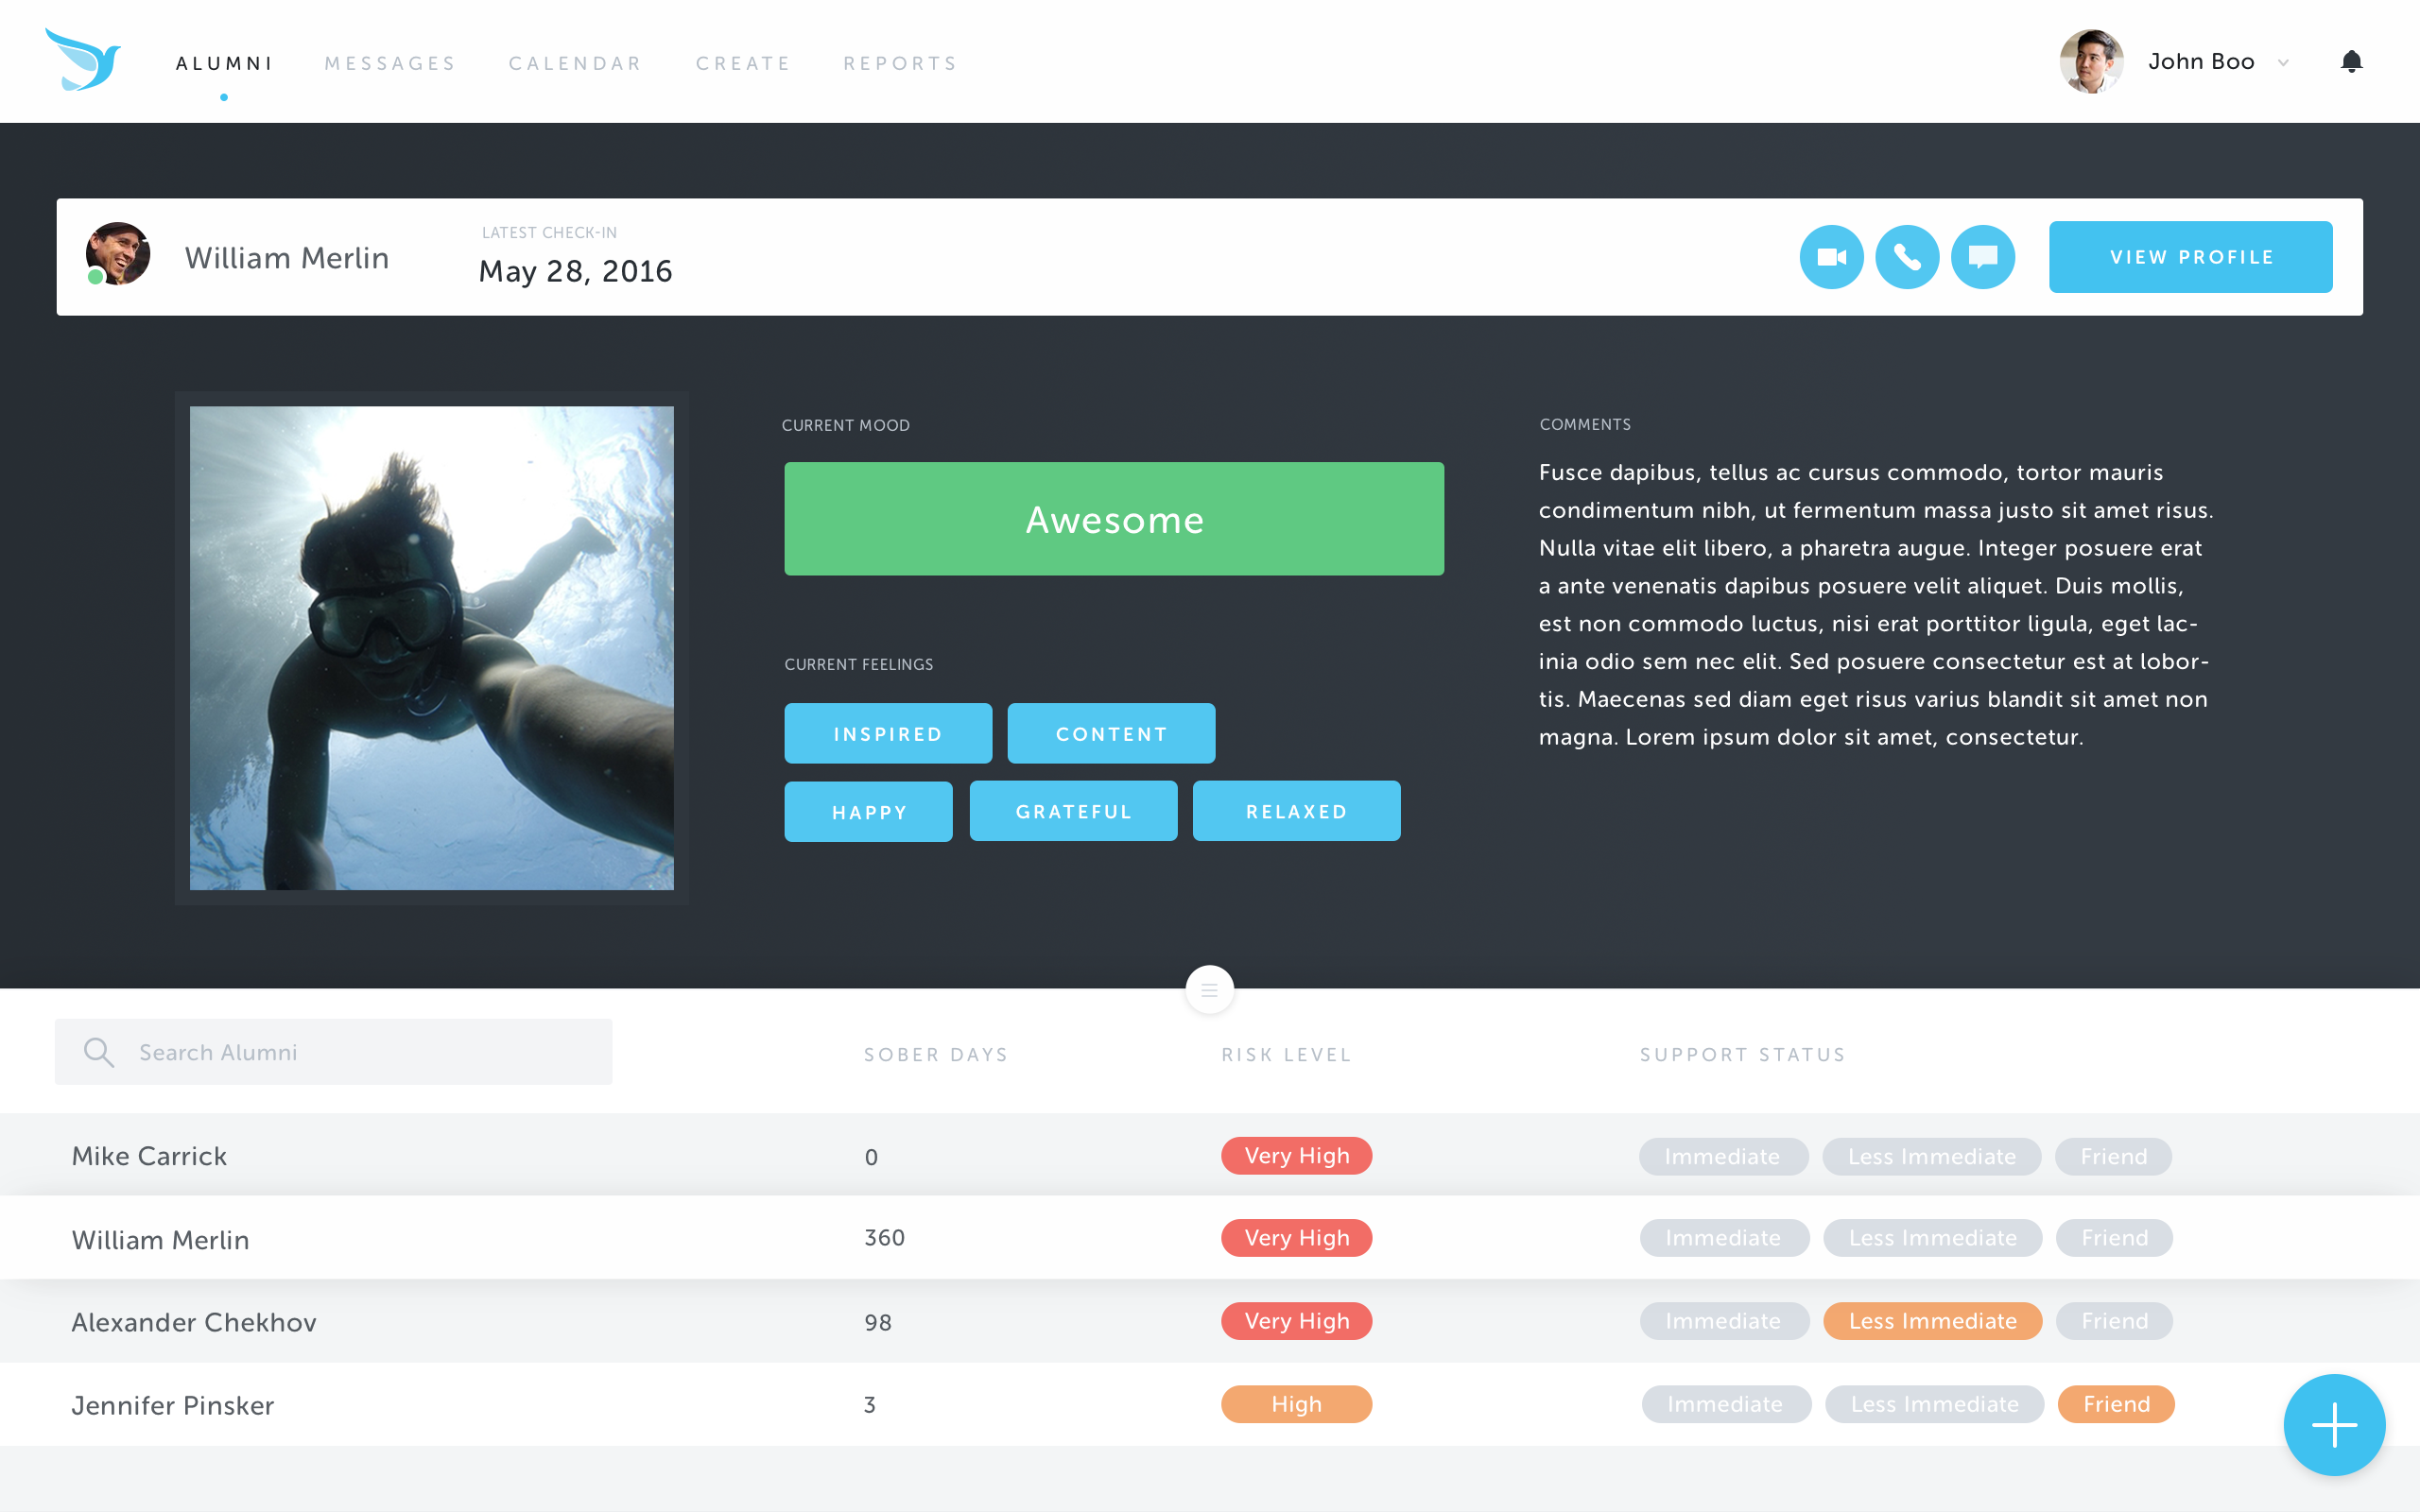 ALUMNI MESSAGES CALENDAR CREATE REPORTS John Boo
William Merlin
LATEST CHECK-IN
May 28, 2016
VIEW PROFILE
CURRENT MOOD
Awesome
CURRENT FEELINGS
INSPIRED CONTENT
HAPPY GRATEFUL RELAXED
COMMENTS
Fusce dapibus, tellus ac cursus commodo, tortor mauris
condimentum nibh, ut fermentum massa justo sit amet risus.
Nulla vitae elit libero, a pharetra augue. Integer posuere erat
a ante venenatis dapibus posuere velit aliquet. Duis mollis,
est non commodo luctus, nisi erat porttitor ligula, eget lac-
inia odio sem nec elit. Sed posuere consectetur est at lobor-
tis. Maecenas sed diam eget risus varius blandit sit amet non
magna. Lorem ipsum dolor sit amet, consectetur.
Search Alumni SOBER DAYS RISK LEVEL SUPPORT STATUS
Mike Carrick 0 Very High Immediate Less Immediate Friend
William Merlin 360 Very High Immediate Less Immediate Friend
Alexander Chekhov 98 Very High Immediate Less Immediate Friend
Jennifer Pinsker 3 High Immediate Less Immediate Friend